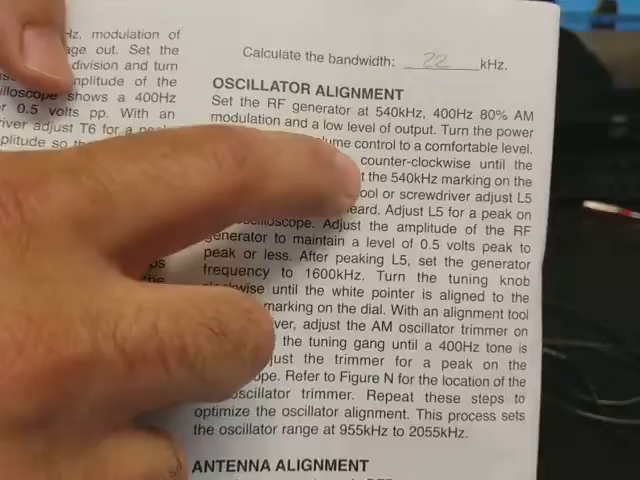 Hz, modulation of
age out. Set the
division and turn
mplitude of the
illoscope shows a 400Hz
r 0.5 volts pp. With an
iver adjust T6 for a
plitude so
Calculate the bandwidth: 22 kHz.
OSCILLATOR ALIGNMENT
Set the RF generator at 540kHz, 400Hz 80% AM
modulation and a low level of output. Turn the power
ume control to a comfortable level.
counter-clockwise until the
t the 540kHz marking on the
ool or screwdriver adjust L5
eard. Adjust L5 for a peak on
oscilloscope. Adjust the amplitude of the RF
generator to maintain a level of 0.5 volts peak to
peak or less. After peaking L5, set the generator
frequency to 1600kHz. Turn the tuning knob
clockwise until the white pointer is aligned to the
marking on the dial. With an alignment tool
ver, adjust the AM oscillator trimmer on
the tuning gang until a 400Hz tone is
just the trimmer for a peak on the
ope. Refer to Figure N for the location of the
oscillator trimmer. Repeat these steps to
optimize the oscillator alignment. This process sets
the oscillator range at 955kHz to 2055kHz.
ANTENNA ALIGNMENT